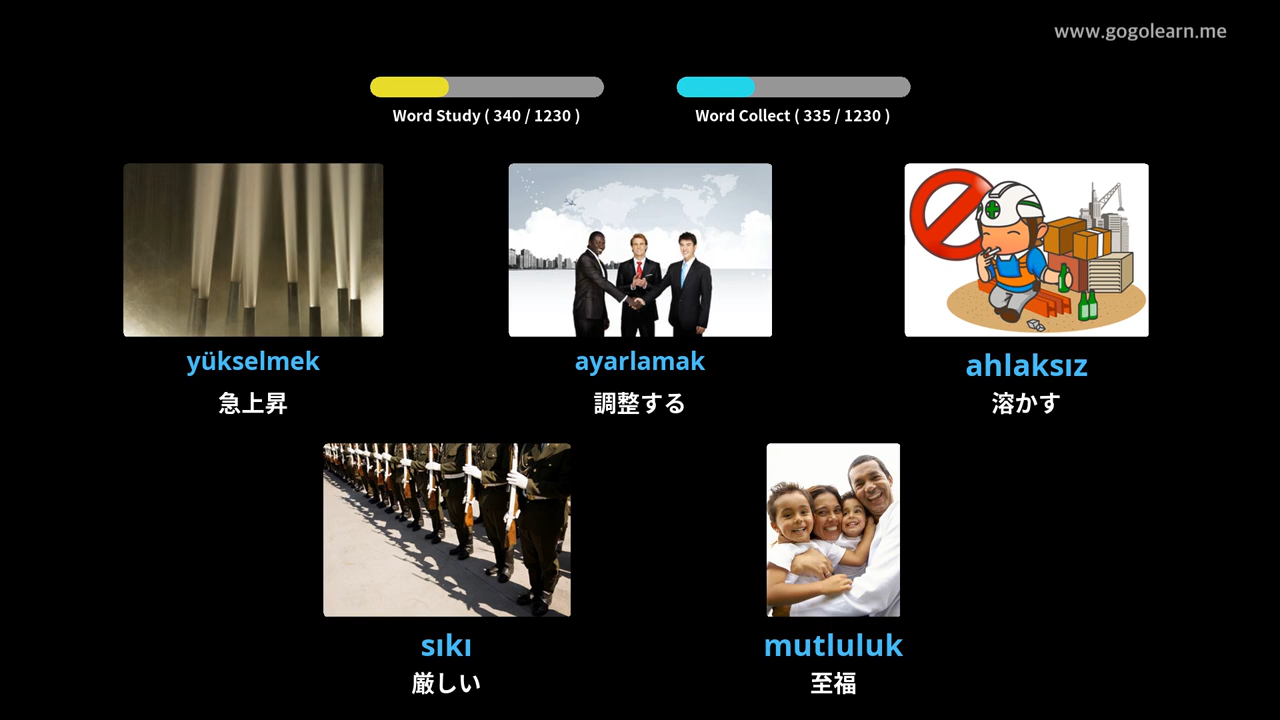 www.gogolearn.me
Word Study ( 340 / 1230 )
Word Collect ( 335 / 1230 )
yükselmek
急上昇
ayarlamak
調整する
ahlaksız
溶かす
sıkı
厳しい
mutluluk
至福